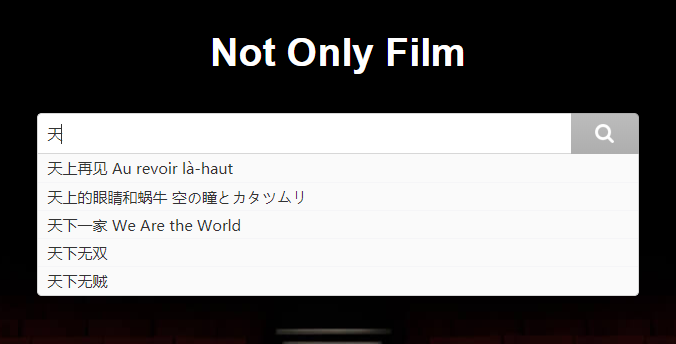 Not Only Film
天
天上再见 Au revoir là-haut
天上的眼睛和蜗牛 空の瞳とカタツムリ
天下一家 We Are the World
天下无双
天下无贼